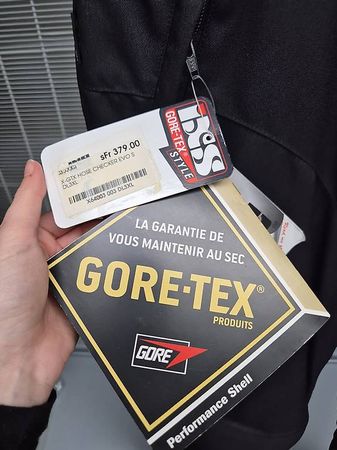 sFr 379.00
X-GTX HOSE CHECKER EVO S
DL3XL
X64003 003 DL3XL
ixs
GORE-TEX
STYLE
LA GARANTIE DE
VOUS MAINTENIR AU SEC
GORE-TEX®
PRODUITS
GORE
Performance Shell